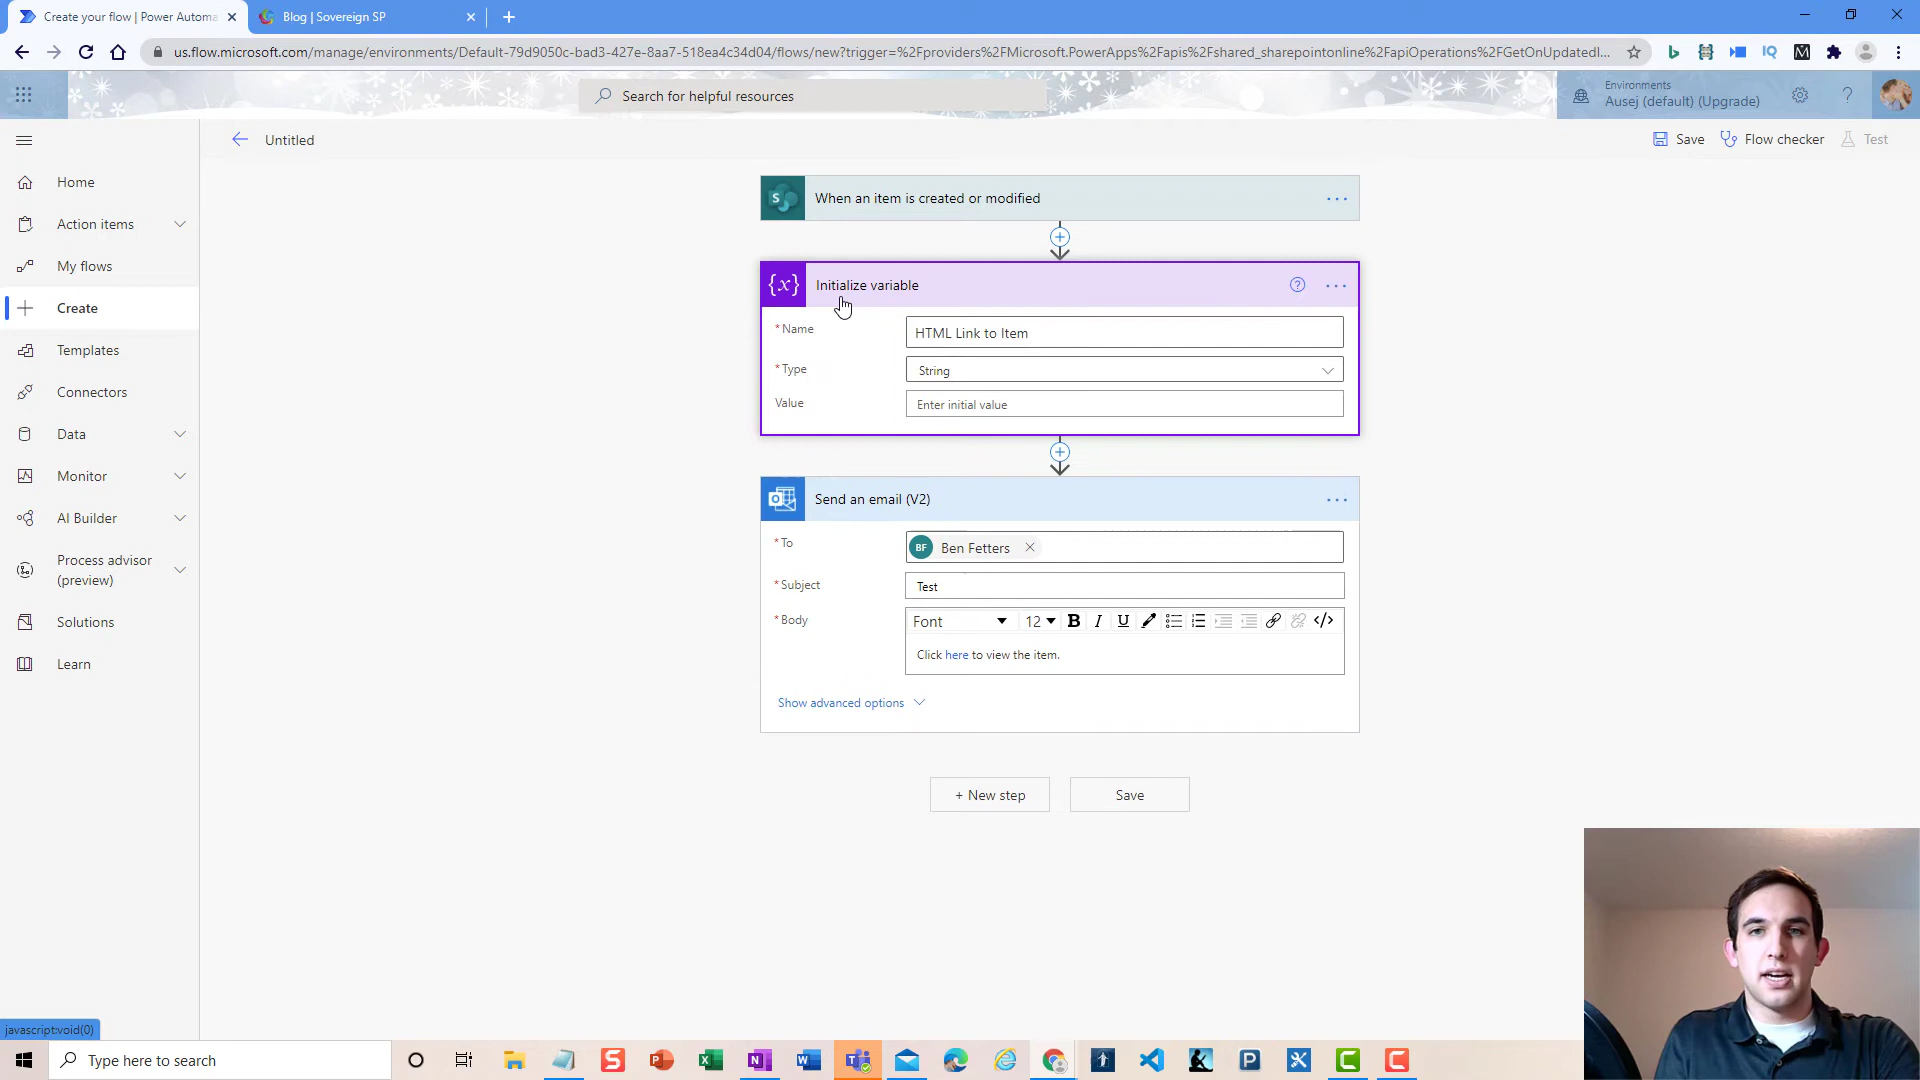 Create your flow | Power Automa
Blog | Sovereign SP
us.flow.microsoft.com/manage/environments/Default-79d9050c-bad3-427e-8aa7-518ea4c34d04/flows/new?trigger=%2Fproviders%2FMicrosoft.PowerApps%2Fapis%2Fshared_sharepointonline%2FapiOperations%2FGetOnUpdatedI...
Search for helpful resources
Environments
Ausej (default) (Upgrade)
Untitled
Save
Flow checker
Test
Home
Action items
My flows
Create
Templates
Connectors
Data
Monitor
AI Builder
Process advisor
(preview)
Solutions
Learn
When an item is created or modified
Initialize variable
* Name
HTML Link to Item
* Type
String
Value
Enter initial value
Send an email (V2)
* To
BF Ben Fetters
* Subject
Test
* Body
Font 12 B I U
Click here to view the item.
Show advanced options
+ New step
Save
javascript:void(0)
Type here to search